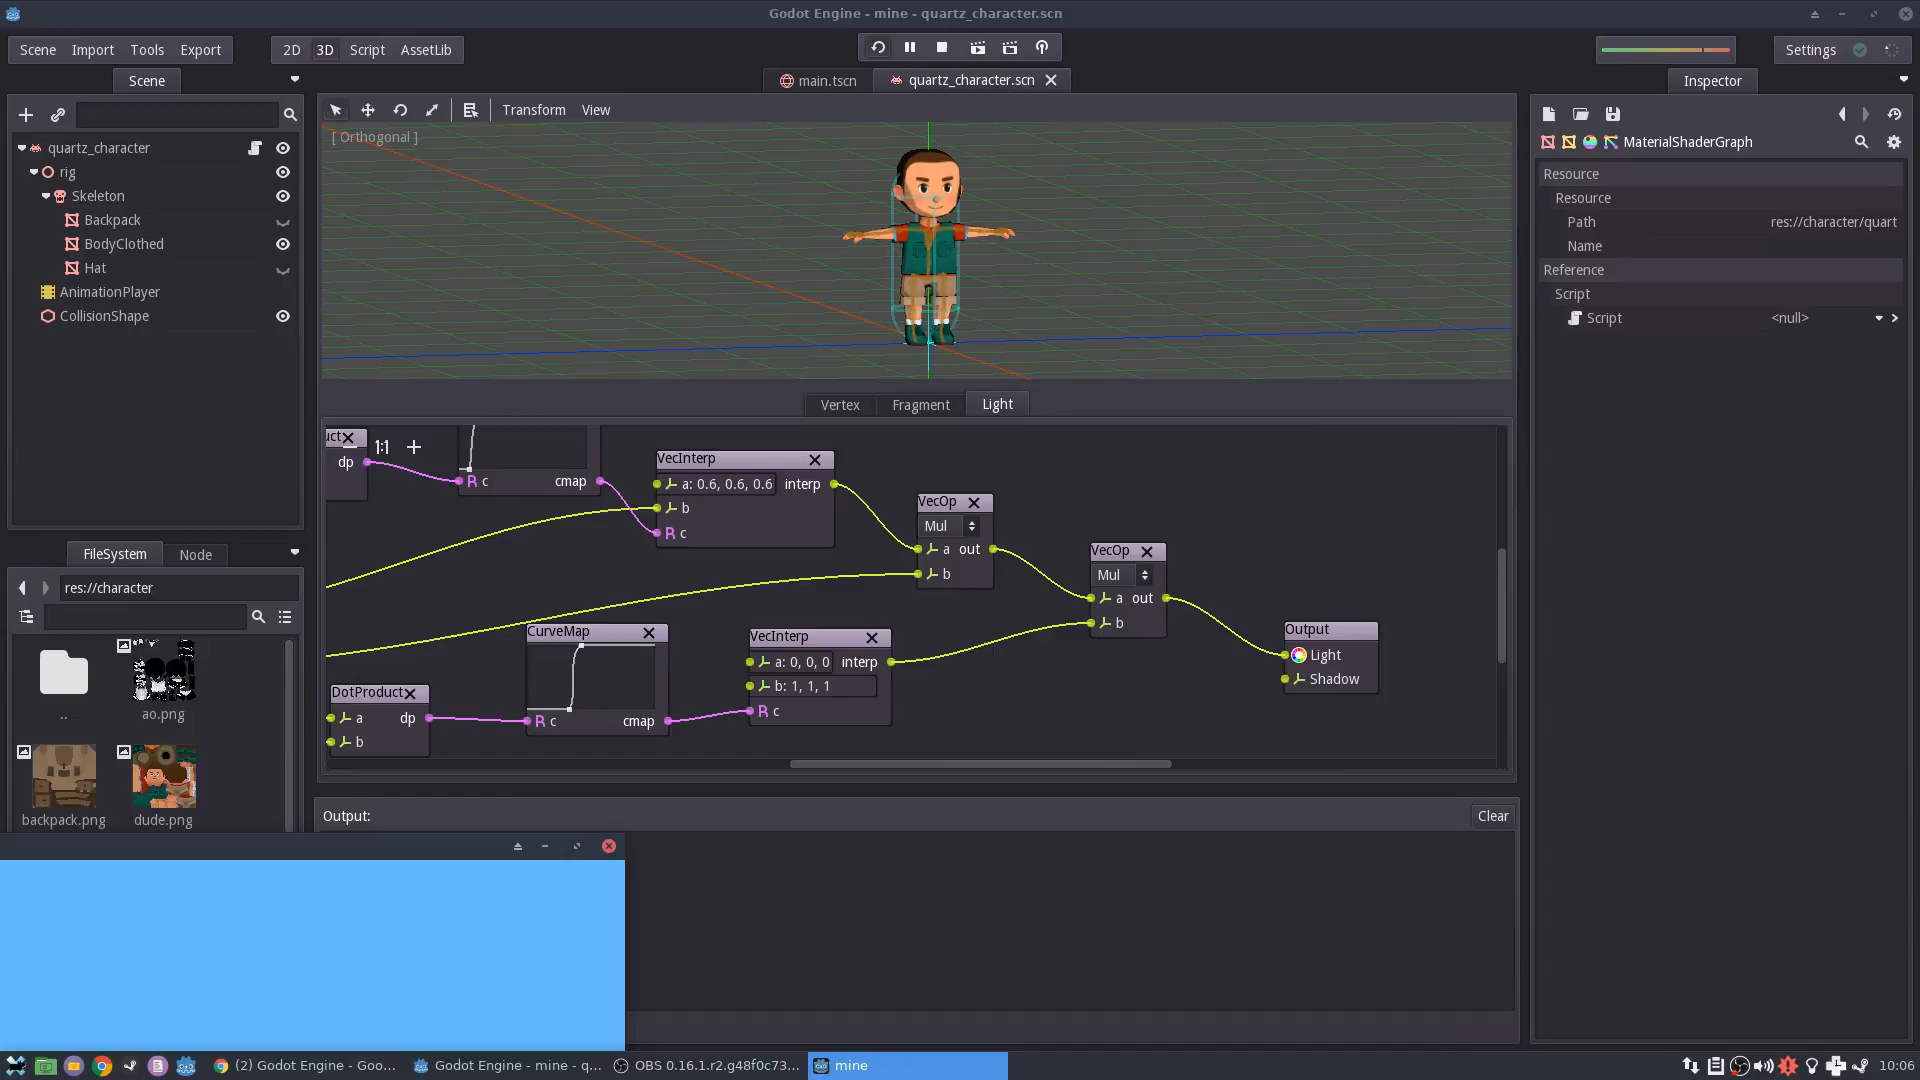 Godot Engine - mine - quartz_character.scn
Scene Import Tools Export
2D 3D Script AssetLib
Settings
Scene
main.tscn
quartz_character.scn
Inspector
Transform View
[ Orthogonal ]
quartz_character
rig
Skeleton
Backpack
BodyClothed
Hat
AnimationPlayer
CollisionShape
MaterialShaderGraph
Resource
Resource
Path res://character/quart
Name
Reference
Script
Script <null>
Vertex Fragment Light
uct
1:1
dp
R c cmap
VecInterp
a: 0.6, 0.6, 0.6 interp
b
R c
VecOp
Mul
a out
b
VecOp
Mul
a out
b
CurveMap
R c cmap
VecInterp
a: 0, 0, 0 interp
b: 1, 1, 1
R c
DotProduct
a dp
b
Output
Light
Shadow
FileSystem Node
res://character
..
ao.png
backpack.png
dude.png
Output:
Clear
(2) Godot Engine - Goo...
Godot Engine - mine - q...
OBS 0.16.1.r2.g48f0c73...
mine
10:06